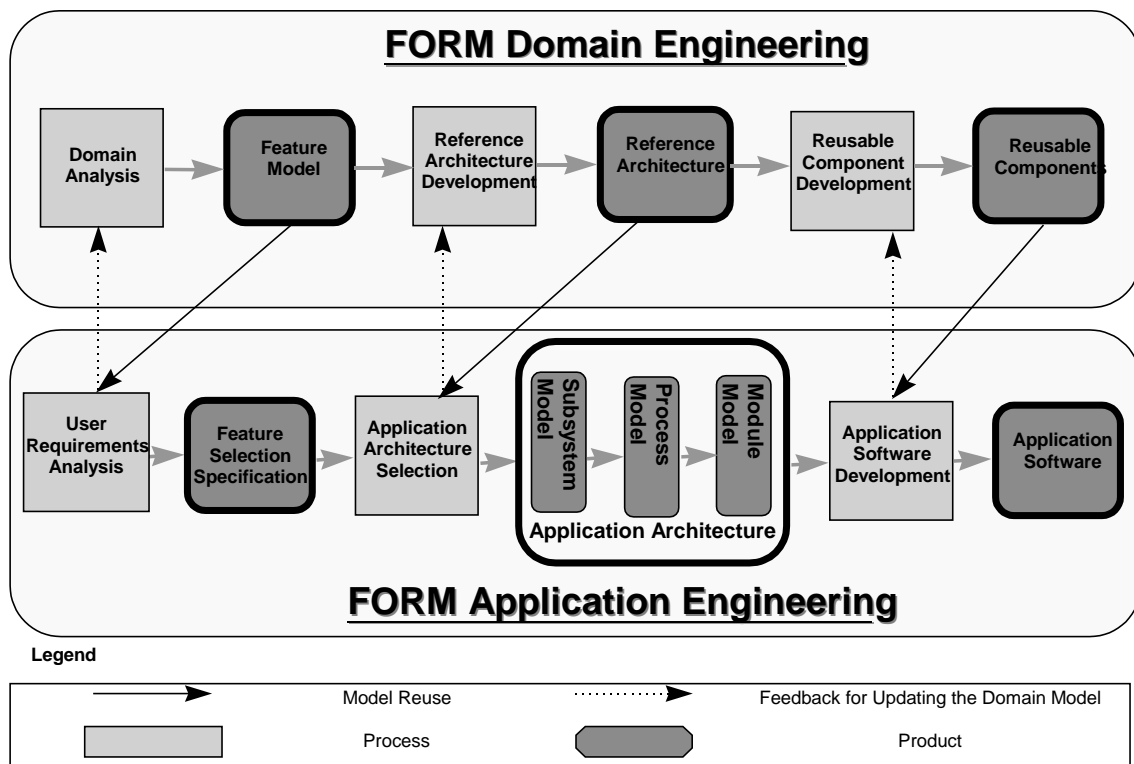 FORM Domain Engineering
Domain
Analysis
Feature
Model
Reference
Architecture
Development
Reference
Architecture
Reusable
Component
Development
Reusable
Components
User
Requirements
Analysis
Feature
Selection
Specification
Application
Architecture
Selection
Subsystem
Model
Process
Model
Module
Model
Application Architecture
Application
Software
Development
Application
Software
FORM Application Engineering
Legend
Model Reuse
Feedback for Updating the Domain Model
Process
Product